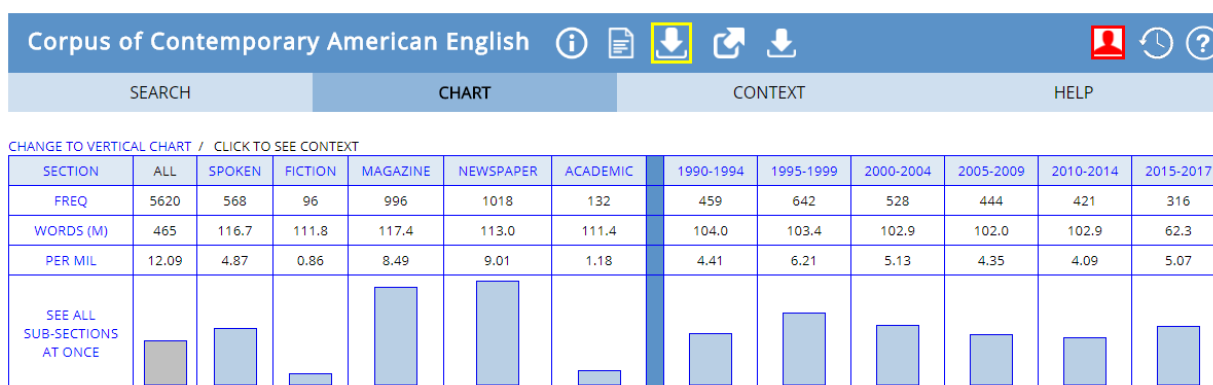 Corpus of Contemporary American English
SEARCH CHART CONTEXT HELP
CHANGE TO VERTICAL CHART / CLICK TO SEE CONTEXT
SECTION ALL SPOKEN FICTION MAGAZINE NEWSPAPER ACADEMIC 1990-1994 1995-1999 2000-2004 2005-2009 2010-2014 2015-2017
FREQ 5620 568 96 996 1018 132 459 642 528 444 421 316
WORDS (M) 465 116.7 111.8 117.4 113.0 111.4 104.0 103.4 102.9 102.0 102.9 62.3
PER MIL 12.09 4.87 0.86 8.49 9.01 1.18 4.41 6.21 5.13 4.35 4.09 5.07
SEE ALL
SUB-SECTIONS
AT ONCE